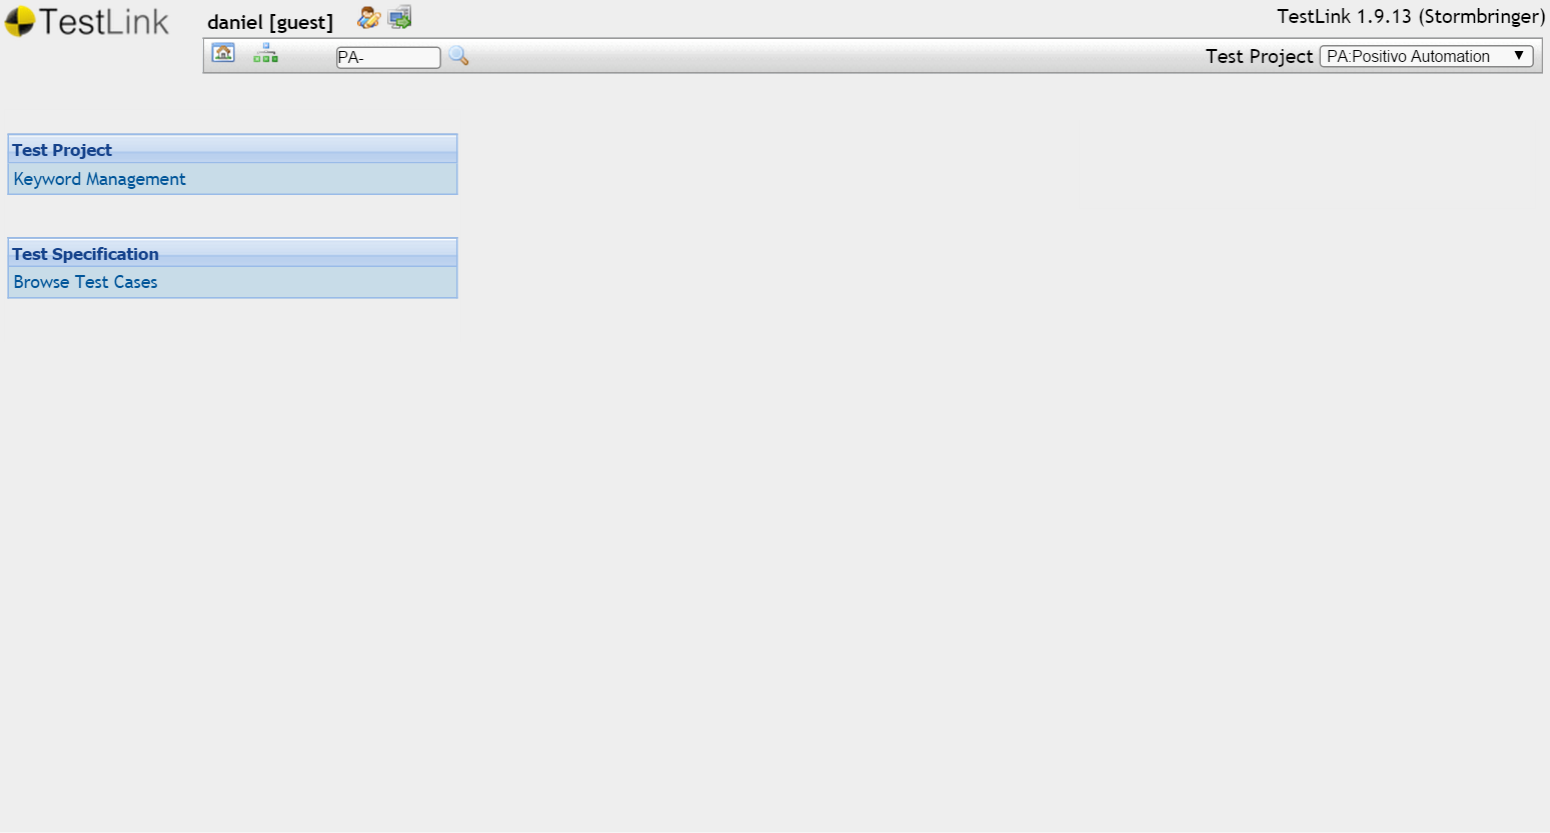 TestLink
daniel [guest]
TestLink 1.9.13 (Stormbringer)
PA-
Test Project
PA:Positivo Automation
Test Project
Keyword Management
Test Specification
Browse Test Cases